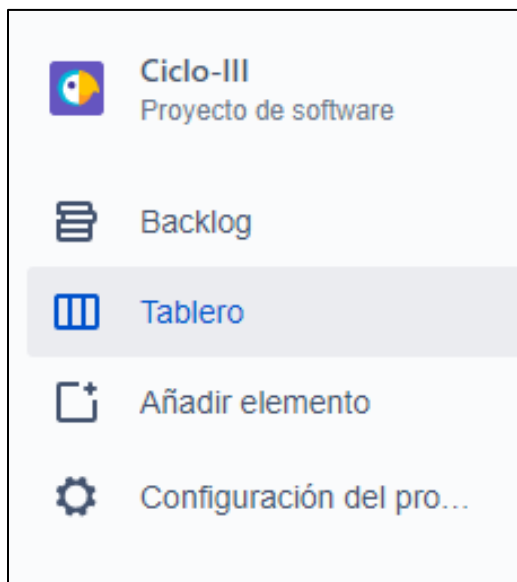 Ciclo-III
Proyecto de software
Backlog
Tablero
Añadir elemento
Configuración del pro...